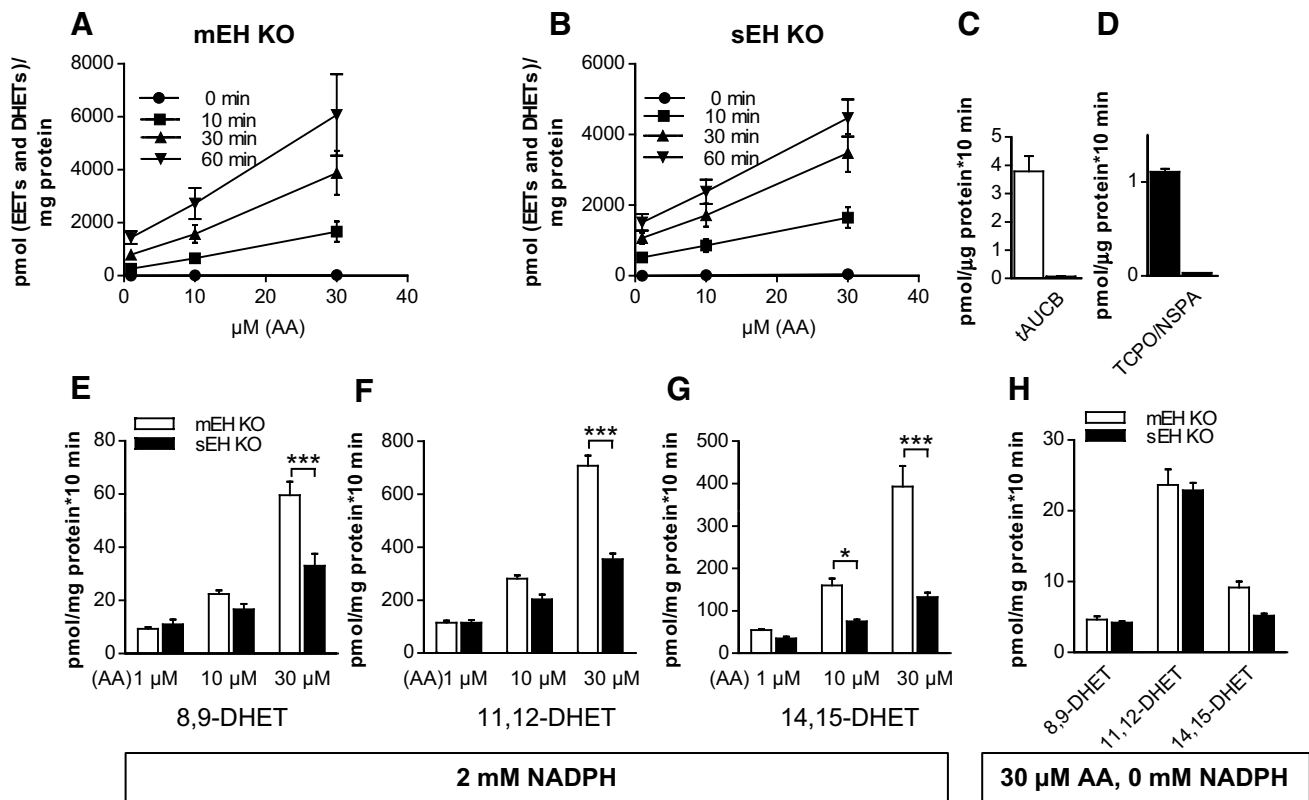 A
mEH KO
pmol (EETs and DHETs)/
mg protein
8000
6000
4000
2000
0
0 min
10 min
30 min
60 min
0 10 20 30 40
µM (AA)
B
sEH KO
pmol (EETs and DHETs)/
mg protein
6000
4000
2000
0
0 min
10 min
30 min
60 min
0 10 20 30 40
µM (AA)
C
pmol/µg protein*10 min
5
4
3
2
1
0
tAUCB
D
pmol/µg protein*10 min
1
0
TCPO/NSPA
E
mEH KO
sEH KO
pmol/mg protein*10 min
80
60
40
20
0
***
(AA) 1 µM 10 µM 30 µM
8,9-DHET
F
pmol/mg protein*10 min
800
600
400
200
0
***
1 µM 10 µM 30 µM
11,12-DHET
G
pmol/mg protein*10 min
500
400
300
200
100
0
*
***
(AA) 1 µM 10 µM 30 µM
14,15-DHET
H
mEH KO
sEH KO
pmol/mg protein*10 min
30
20
10
0
8,9-DHET
11,12-DHET
14,15-DHET
2 mM NADPH
30 µM AA, 0 mM NADPH